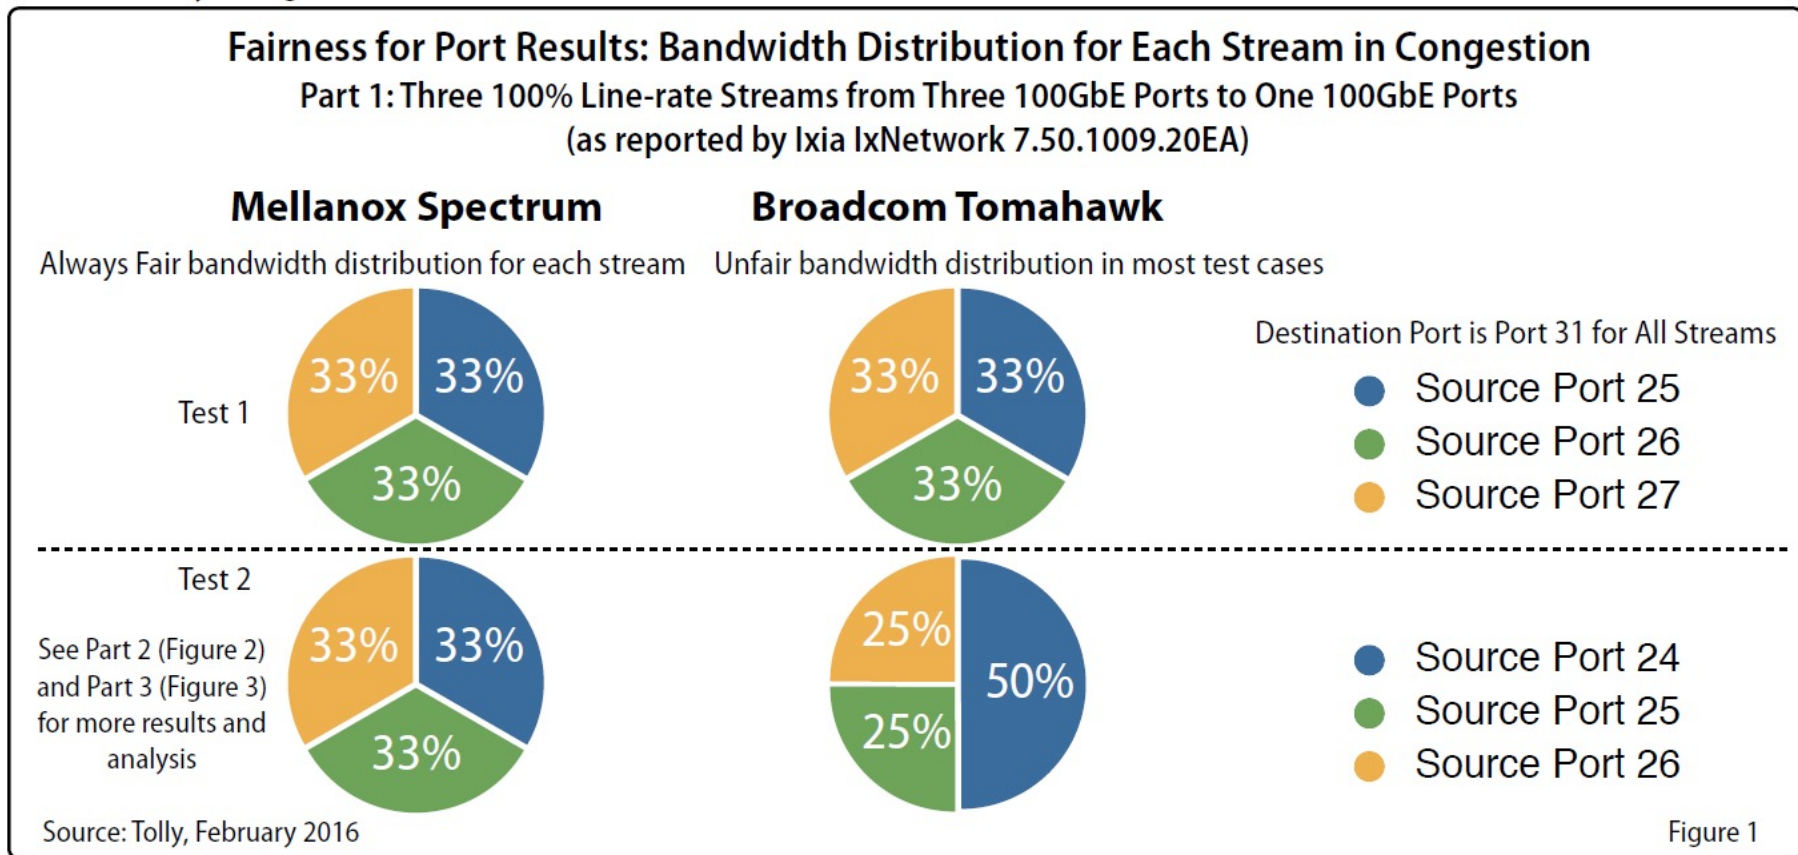 Fairness for Port Results: Bandwidth Distribution for Each Stream in Congestion
Part 1: Three 100% Line-rate Streams from Three 100GbE Ports to One 100GbE Ports
(as reported by Ixia IxNetwork 7.50.1009.20EA)
Mellanox Spectrum
Broadcom Tomahawk
Always Fair bandwidth distribution for each stream
Unfair bandwidth distribution in most test cases
Destination Port is Port 31 for All Streams
Test 1
33%
33%
33%
33%
33%
33%
Source Port 25
Source Port 26
Source Port 27
Test 2
See Part 2 (Figure 2)
and Part 3 (Figure 3)
for more results and
analysis
33%
33%
33%
25%
50%
25%
Source Port 24
Source Port 25
Source Port 26
Source: Tolly, February 2016
Figure 1